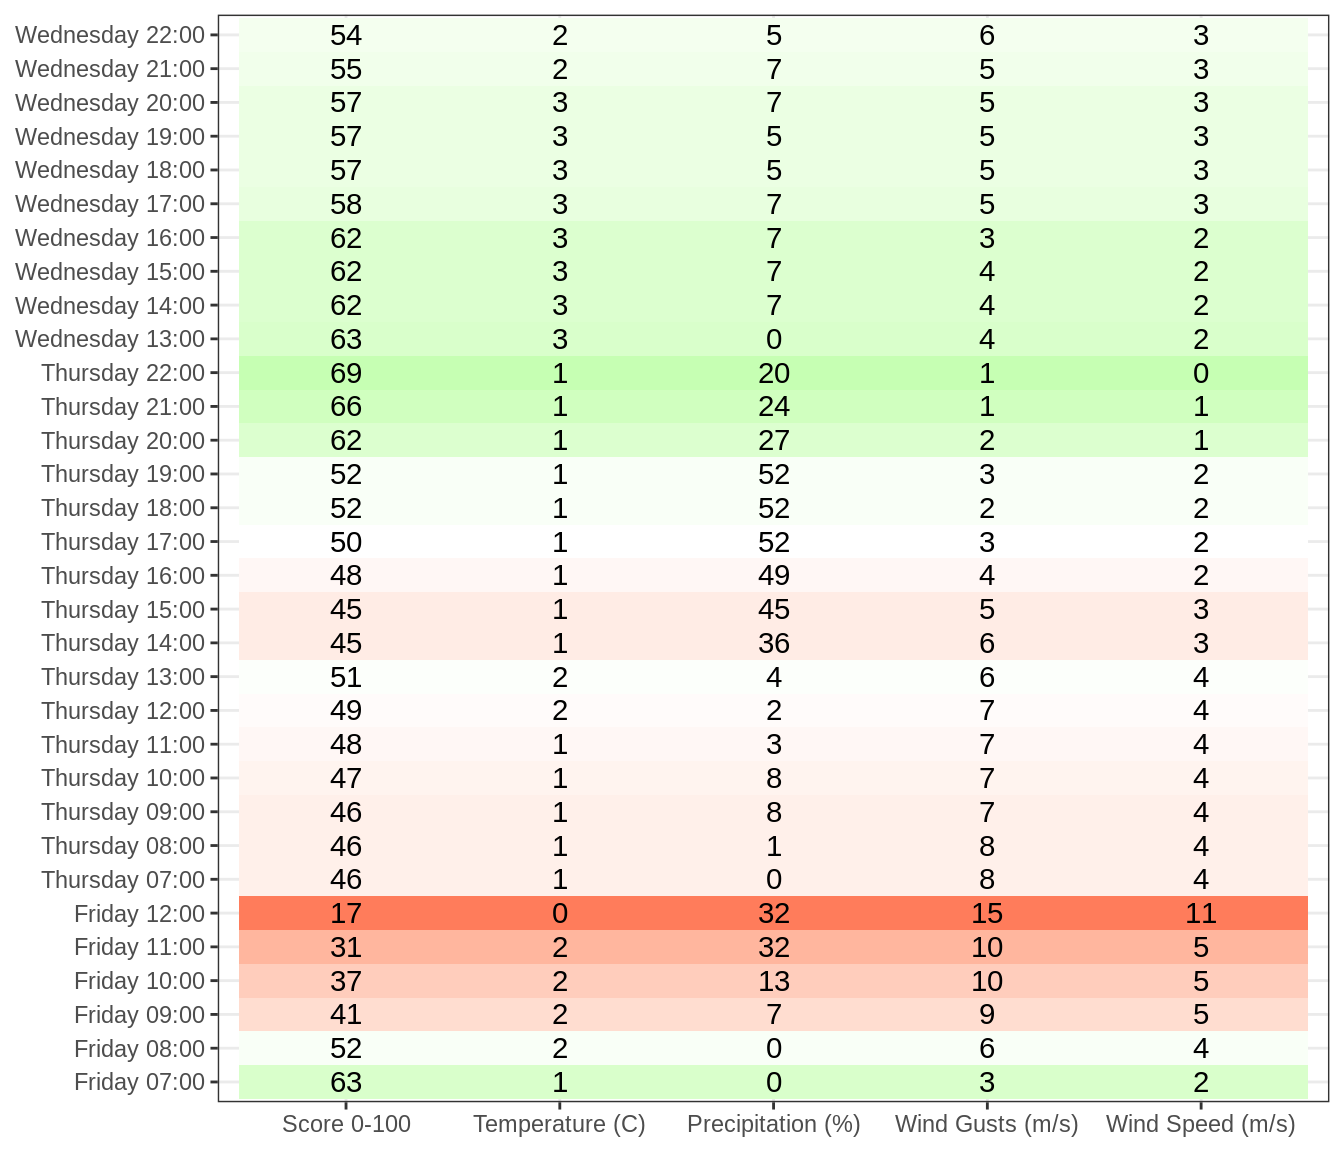 Wednesday 22:00 54 2 5 6 3
Wednesday 21:00 55 2 7 5 3
Wednesday 20:00 57 3 7 5 3
Wednesday 19:00 57 3 5 5 3
Wednesday 18:00 57 3 5 5 3
Wednesday 17:00 58 3 7 5 3
Wednesday 16:00 62 3 7 3 2
Wednesday 15:00 62 3 7 4 2
Wednesday 14:00 62 3 7 4 2
Wednesday 13:00 63 3 0 4 2
Thursday 22:00 69 1 20 1 0
Thursday 21:00 66 1 24 1 1
Thursday 20:00 62 1 27 2 1
Thursday 19:00 52 1 52 3 2
Thursday 18:00 52 1 52 2 2
Thursday 17:00 50 1 52 3 2
Thursday 16:00 48 1 49 4 2
Thursday 15:00 45 1 45 5 3
Thursday 14:00 45 1 36 6 3
Thursday 13:00 51 2 4 6 4
Thursday 12:00 49 2 2 7 4
Thursday 11:00 48 1 3 7 4
Thursday 10:00 47 1 8 7 4
Thursday 09:00 46 1 8 7 4
Thursday 08:00 46 1 1 8 4
Thursday 07:00 46 1 0 8 4
Friday 12:00 17 0 32 15 11
Friday 11:00 31 2 32 10 5
Friday 10:00 37 2 13 10 5
Friday 09:00 41 2 7 9 5
Friday 08:00 52 2 0 6 4
Friday 07:00 63 1 0 3 2
Score 0-100 Temperature (C) Precipitation (%) Wind Gusts (m/s) Wind Speed (m/s)